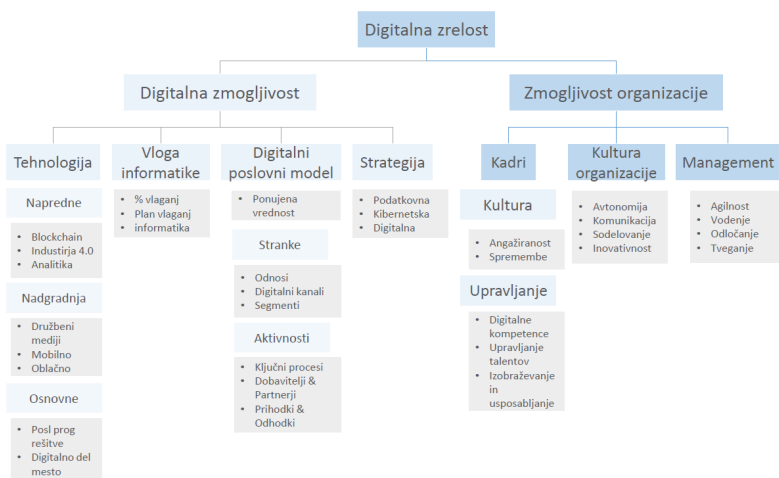 Digitalna zrelost
Digitalna zmogljivost
Zmogljivost organizacije
Tehnologija
Vloga
informatike
Digitalni
poslovni model
Strategija
Kadri
Kultura
organizacije
Management
Napredne
• Blockchain
• Industirja 4.0
• Analitika
Nadgradnja
• Družbeni
mediji
• Mobilno
• Oblačno
Osnovne
• Posl prog
rešitve
• Digitalno del
mesto
• % vlaganj
• Plan vlaganj
• informatika
• Ponujena
vrednost
Stranke
• Odnosi
• Digitalni kanali
• Segmenti
Aktivnosti
• Ključni procesi
• Dobavitelji &
Partnerji
• Prihodki &
Odhodki
• Podatkovna
• Kibernetska
• Digitalna
Kultura
• Angažiranost
• Spremembe
Upravljanje
• Digitalne
kompetence
• Upravljanje
talentov
• Izobraževanje
in
usposabljanje
• Avtonomija
• Komunikacija
• Sodelovanje
• Inovativnost
• Agilnost
• Vodenje
• Odločanje
• Tveganje